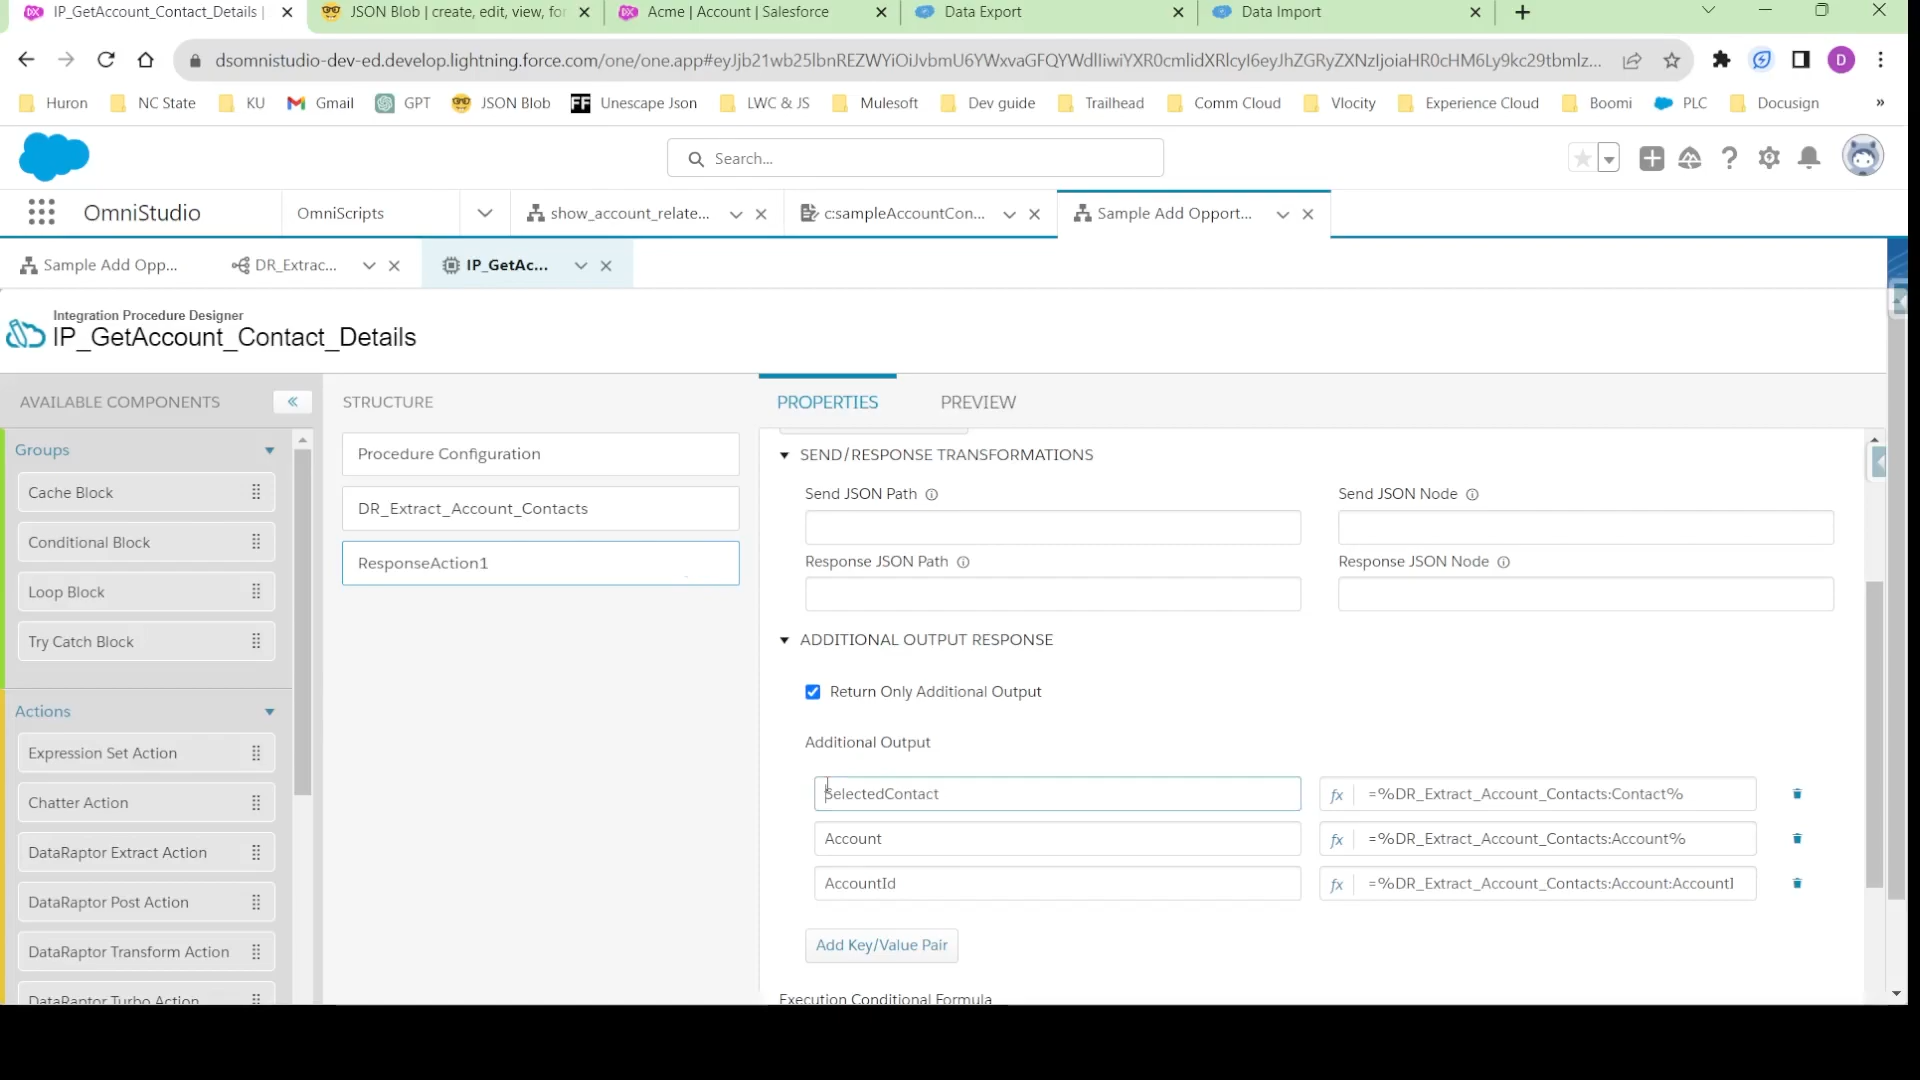 IP_GetAccount_Contact_Details |
JSON Blob | create, edit, view, fo
Acme | Account | Salesforce
Data Export
Data Import
dsomnistudio-dev-ed.develop.lightning.force.com/one/one.app#eyJjb21wb25lbnREZWYiOiJvbmU6YWxvaGFQYWdlIiwiYXR0cmlidXRlcyI6eyJhZGRyZXNzIjoiaHR0cHM6Ly9kc29tbmlz...
D
Huron NC State KU Gmail GPT JSON Blob Unescape Json LWC & JS Mulesoft Dev guide Trailhead Comm Cloud Vlocity Experience Cloud Boomi PLC Docusign »
Search...
OmniStudio
OmniScripts
show_account_relate...
c:sampleAccountCon...
Sample Add Opport...
Sample Add Opp...
DR_Extrac...
IP_GetAc...
Integration Procedure Designer
IP_GetAccount_Contact_Details
AVAILABLE COMPONENTS
STRUCTURE
PROPERTIES
PREVIEW
Groups
Cache Block
Conditional Block
Loop Block
Try Catch Block
Actions
Expression Set Action
Chatter Action
DataRaptor Extract Action
DataRaptor Post Action
DataRaptor Transform Action
DataRaptor Turbo Action
Procedure Configuration
DR_Extract_Account_Contacts
ResponseAction1
SEND/RESPONSE TRANSFORMATIONS
Send JSON Path
Send JSON Node
Response JSON Path
Response JSON Node
ADDITIONAL OUTPUT RESPONSE
Return Only Additional Output
Additional Output
SelectedContact
fx =%DR_Extract_Account_Contacts:Contact%
Account
fx =%DR_Extract_Account_Contacts:Account%
AccountId
fx =%DR_Extract_Account_Contacts:Account:AccountI
Add Key/Value Pair
Execution Conditional Formula